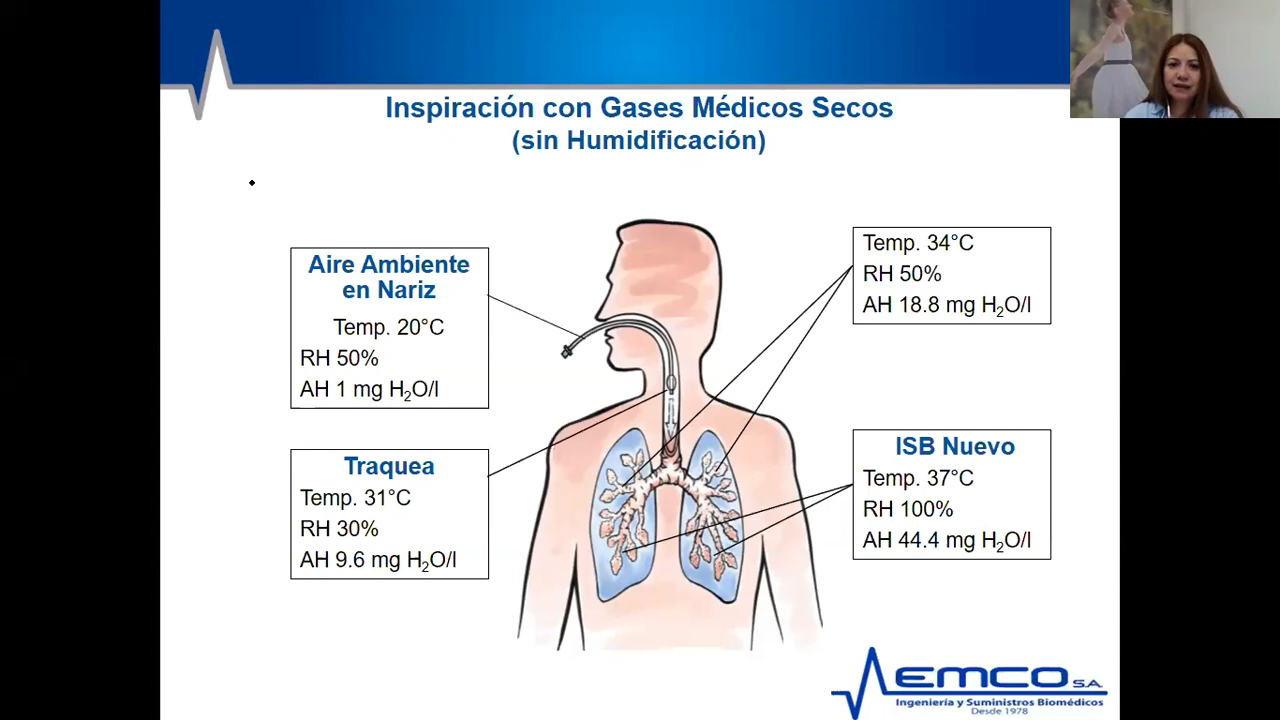 Inspiración con Gases Médicos Secos
(sin Humidificación)
Aire Ambiente
en Nariz
Temp. 20°C
RH 50%
AH 1 mg H₂O/l
Traquea
Temp. 31°C
RH 30%
AH 9.6 mg H₂O/l
Temp. 34°C
RH 50%
AH 18.8 mg H₂O/l
ISB Nuevo
Temp. 37°C
RH 100%
AH 44.4 mg H₂O/l
EMCO S.A.
Ingeniería y Suministros Biomédicos
Desde 1978